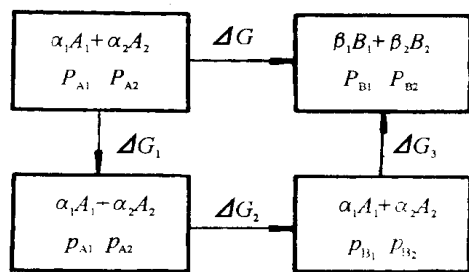 α₁A₁+α₂A₂
P_A1 P_A2
ΔG
β₁B₁+β₂B₂
P_B1 P_B2
ΔG₁
ΔG₃
α₁A₁+α₂A₂
p_A1 p_A2
ΔG₂
α₁A₁+α₂A₂
p_B₁ p_B₂